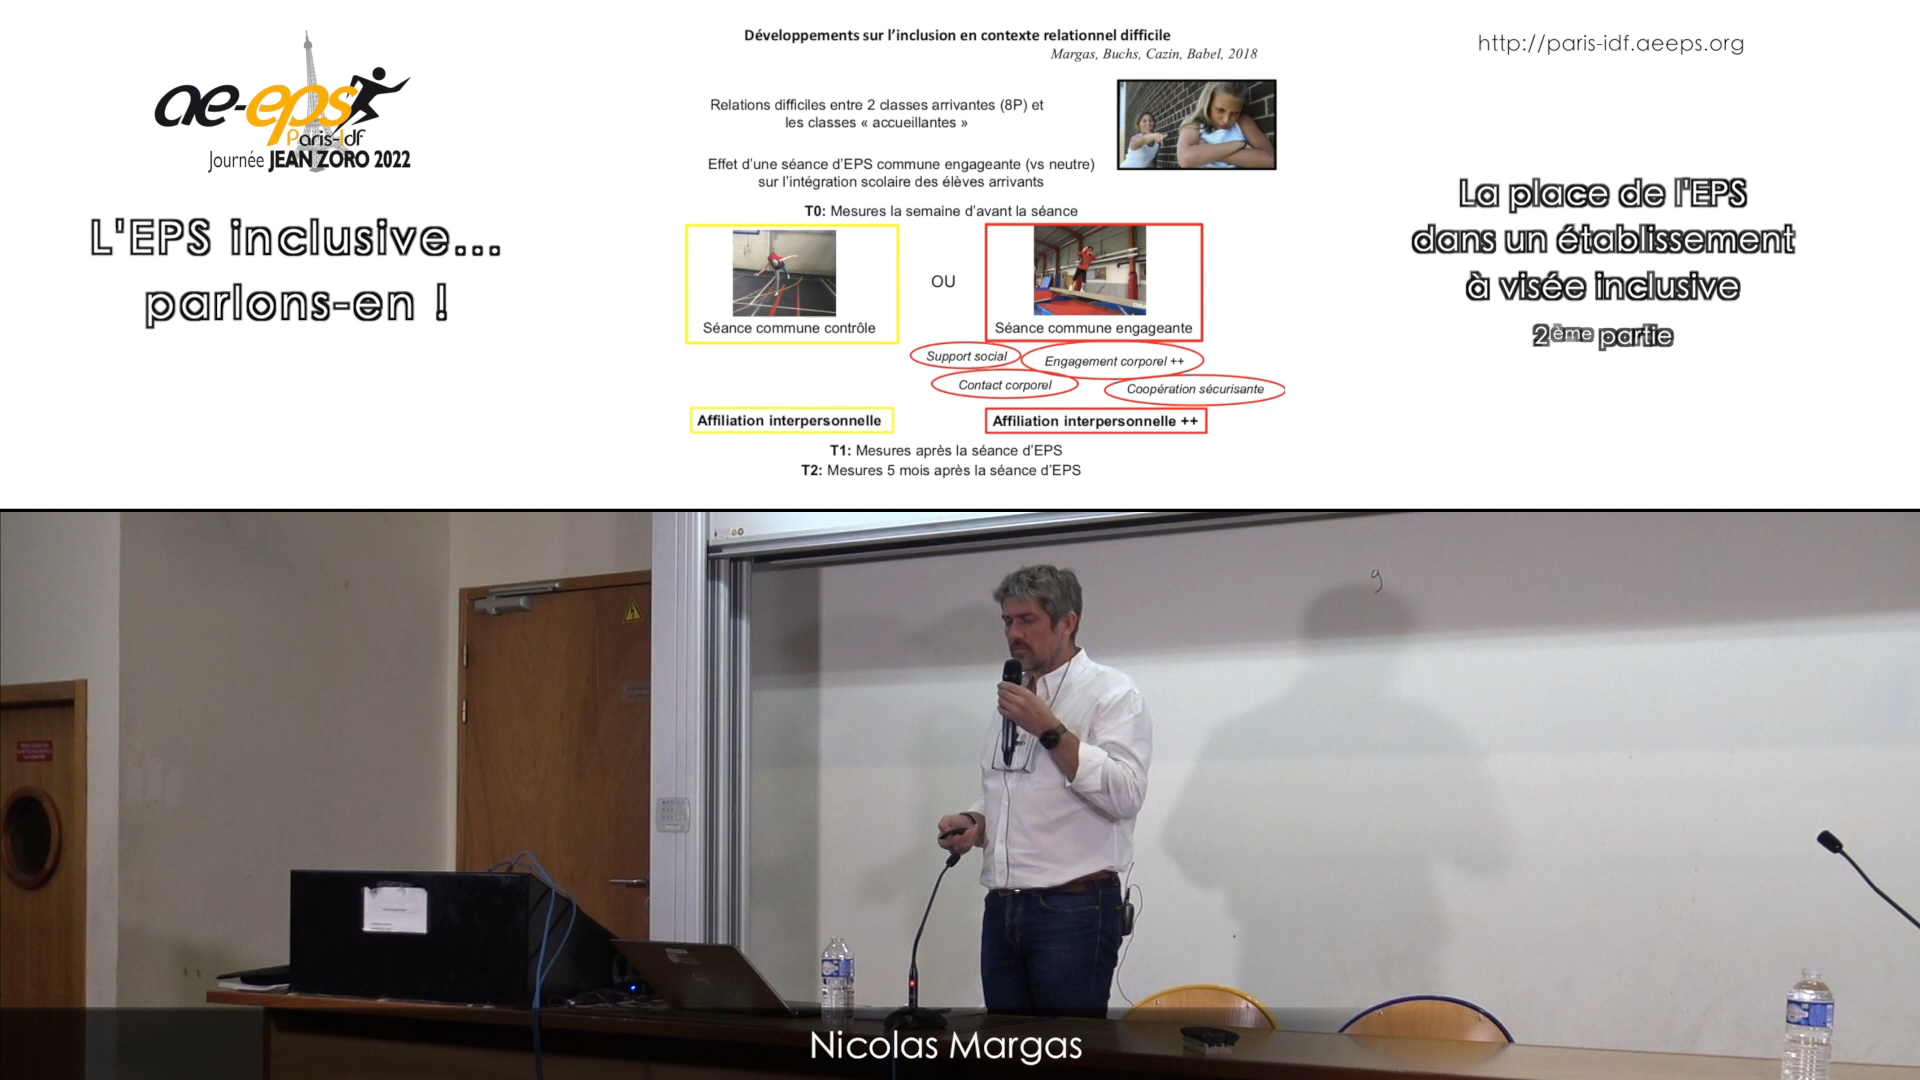 ae-eps
Paris-Idf
Journée JEAN ZORO 2022
L'EPS inclusive...
parlons-en !
Développements sur l'inclusion en contexte relationnel difficile
Margas, Buchs, Cazin, Babel, 2018
Relations difficiles entre 2 classes arrivantes (8P) et
les classes « accueillantes »
Effet d'une séance d'EPS commune engageante (vs neutre)
sur l'intégration scolaire des élèves arrivants
T0: Mesures la semaine d'avant la séance
Séance commune contrôle
OU
Séance commune engageante
Support social
Engagement corporel ++
Contact corporel
Coopération sécurisante
Affiliation interpersonnelle
Affiliation interpersonnelle ++
T1: Mesures après la séance d'EPS
T2: Mesures 5 mois après la séance d'EPS
http://paris-idf.aeeps.org
La place de l'EPS
dans un établissement
à visée inclusive
2ème partie
9
Nicolas Margas